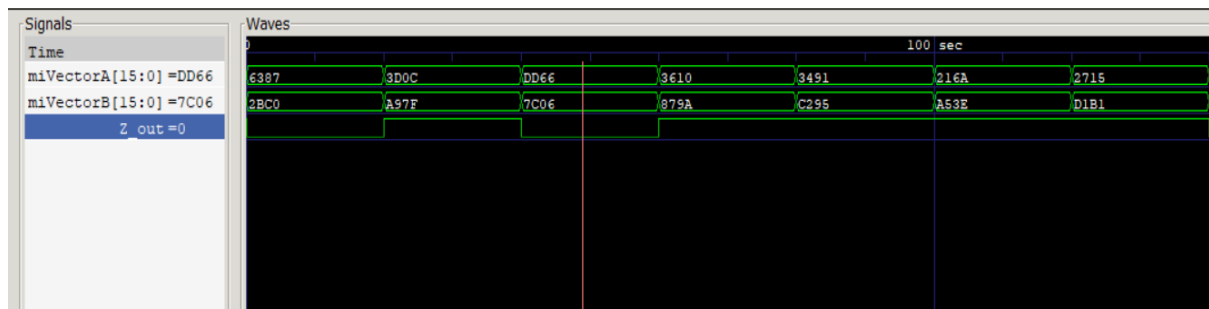 Signals
Waves
Time
0
100 sec
miVectorA[15:0] =DD66
6387 3D0C DD66 3610 3491 216A 2715
miVectorB[15:0] =7C06
2BC0 A97F 7C06 879A C295 A53E D1B1
Z_out =0